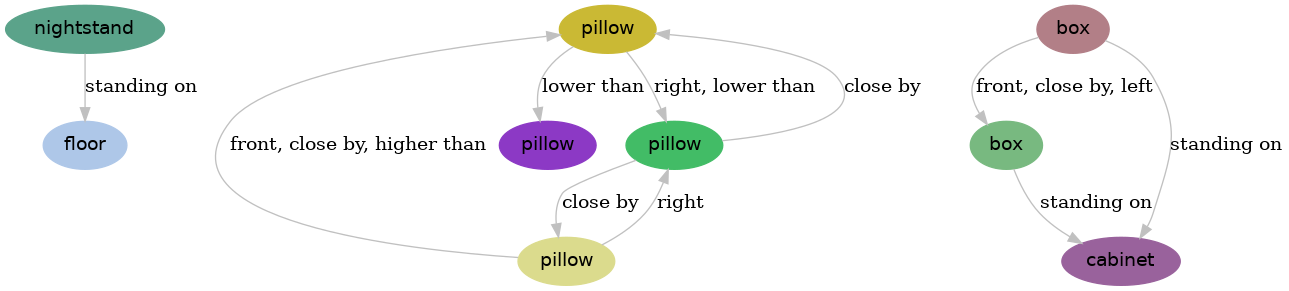 nightstand
pillow
box
standing on
lower than
right, lower than
close by
front, close by, left
floor
front, close by, higher than
pillow
pillow
box
standing on
close by
right
standing on
pillow
cabinet